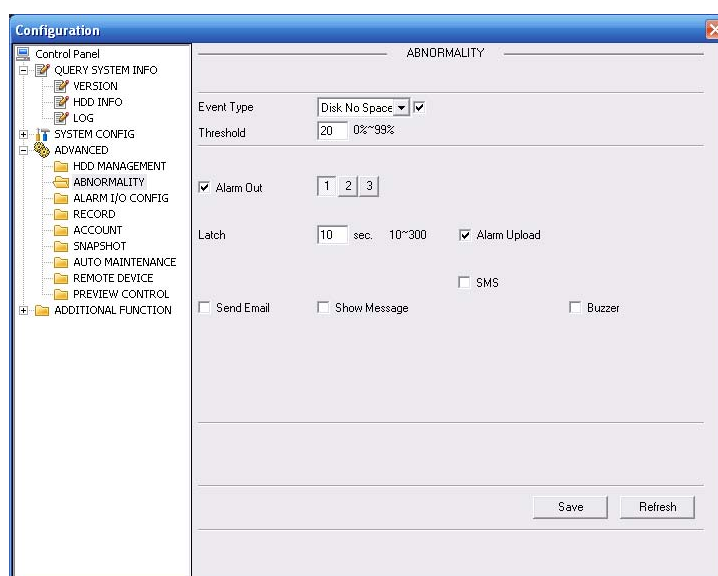 Configuration
Control Panel
QUERY SYSTEM INFO
VERSION
HDD INFO
LOG
SYSTEM CONFIG
ADVANCED
HDD MANAGEMENT
ABNORMALITY
ALARM I/O CONFIG
RECORD
ACCOUNT
SNAPSHOT
AUTO MAINTENANCE
REMOTE DEVICE
PREVIEW CONTROL
ADDITIONAL FUNCTION
ABNORMALITY
Event Type Disk No Space
Threshold 20 0%~99%
Alarm Out 1 2 3
Latch 10 sec. 10~300 Alarm Upload
SMS
Send Email Show Message Buzzer
Save Refresh